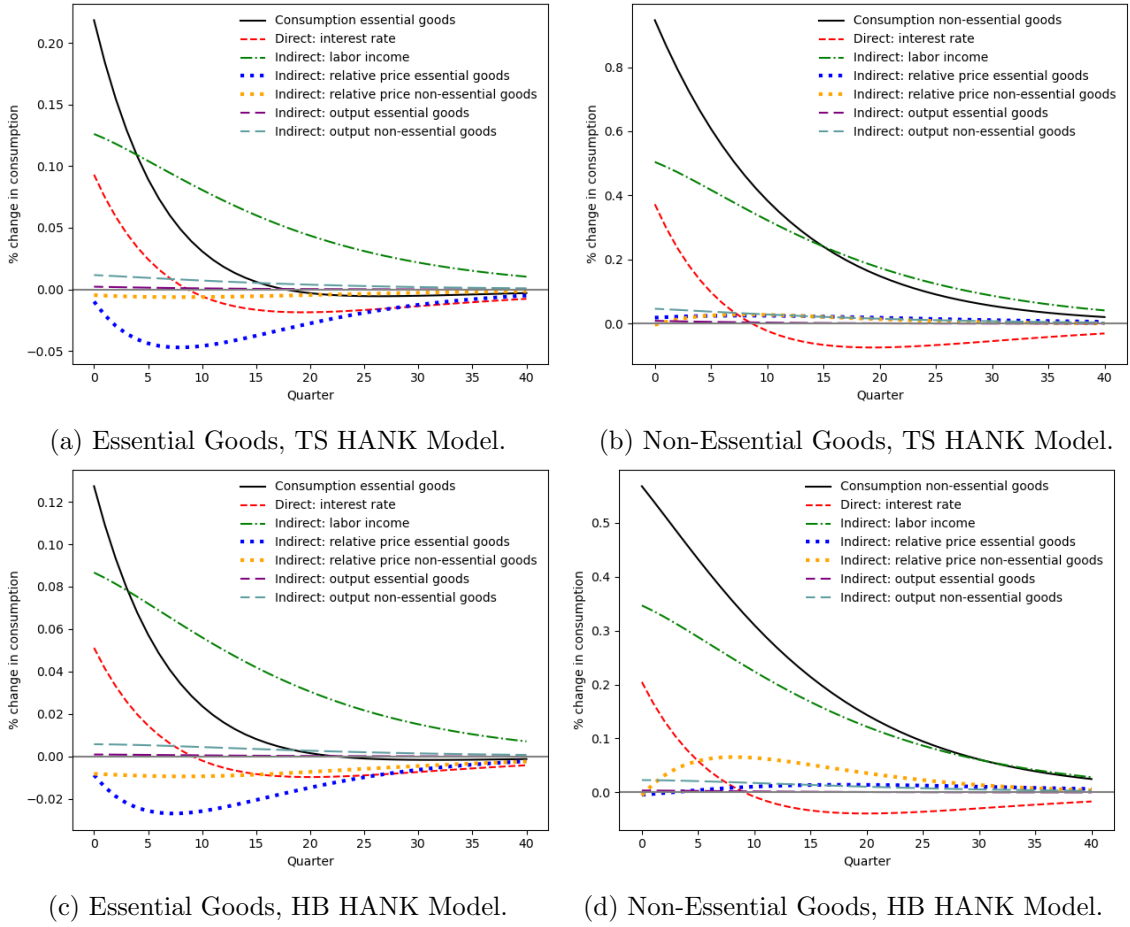 % change in consumption
0.20
0.15
0.10
0.05
0.00
−0.05
Consumption essential goods
Direct: interest rate
Indirect: labor income
Indirect: relative price essential goods
Indirect: relative price non-essential goods
Indirect: output essential goods
Indirect: output non-essential goods
0 5 10 15 20 25 30 35 40
Quarter
(a) Essential Goods, TS HANK Model.
% change in consumption
0.8
0.6
0.4
0.2
0.0
Consumption non-essential goods
Direct: interest rate
Indirect: labor income
Indirect: relative price essential goods
Indirect: relative price non-essential goods
Indirect: output essential goods
Indirect: output non-essential goods
0 5 10 15 20 25 30 35 40
Quarter
(b) Non-Essential Goods, TS HANK Model.
% change in consumption
0.12
0.10
0.08
0.06
0.04
0.02
0.00
−0.02
Consumption essential goods
Direct: interest rate
Indirect: labor income
Indirect: relative price essential goods
Indirect: relative price non-essential goods
Indirect: output essential goods
Indirect: output non-essential goods
0 5 10 15 20 25 30 35 40
Quarter
(c) Essential Goods, HB HANK Model.
% change in consumption
0.5
0.4
0.3
0.2
0.1
0.0
Consumption non-essential goods
Direct: interest rate
Indirect: labor income
Indirect: relative price essential goods
Indirect: relative price non-essential goods
Indirect: output essential goods
Indirect: output non-essential goods
0 5 10 15 20 25 30 35 40
Quarter
(d) Non-Essential Goods, HB HANK Model.